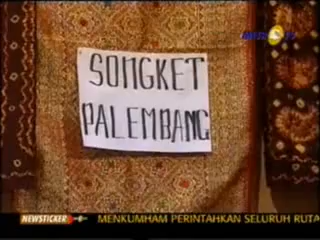 SONGKET
PALEMBANG
NEWSTICKER
MENKUMHAM PERINTAHKAN SELURUH RUTA